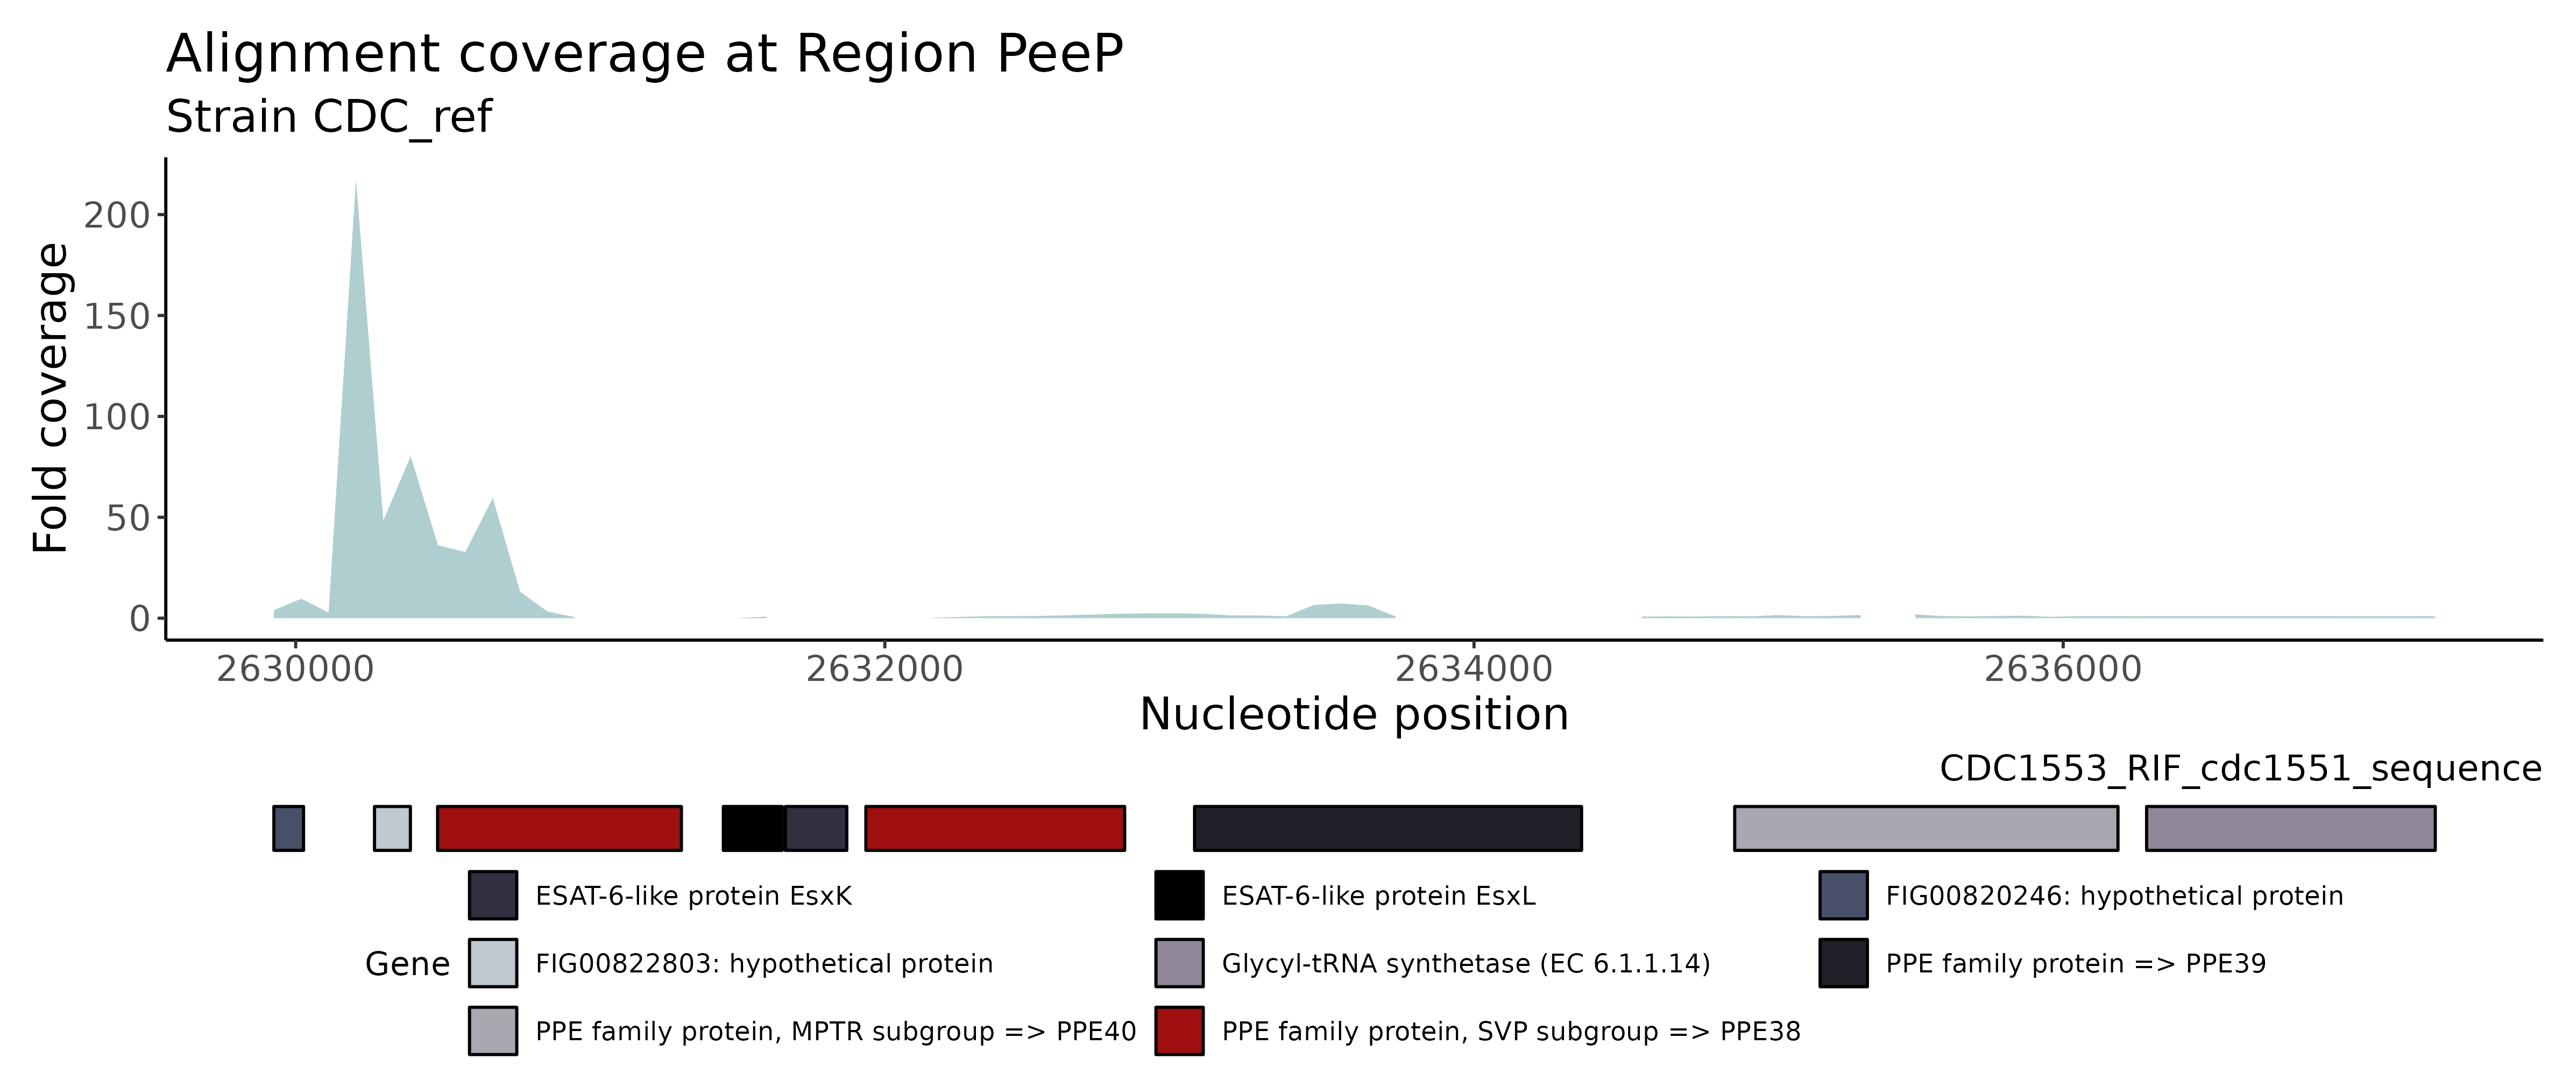 Alignment coverage at Region PeeP
Strain CDC_ref
Fold coverage
200
150
100
50
0
2630000 2632000 2634000 2636000
Nucleotide position
CDC1553_RIF_cdc1551_sequence
Gene
ESAT-6-like protein EsxK
ESAT-6-like protein EsxL
FIG00820246: hypothetical protein
FIG00822803: hypothetical protein
Glycyl-tRNA synthetase (EC 6.1.1.14)
PPE family protein => PPE39
PPE family protein, MPTR subgroup => PPE40
PPE family protein, SVP subgroup => PPE38